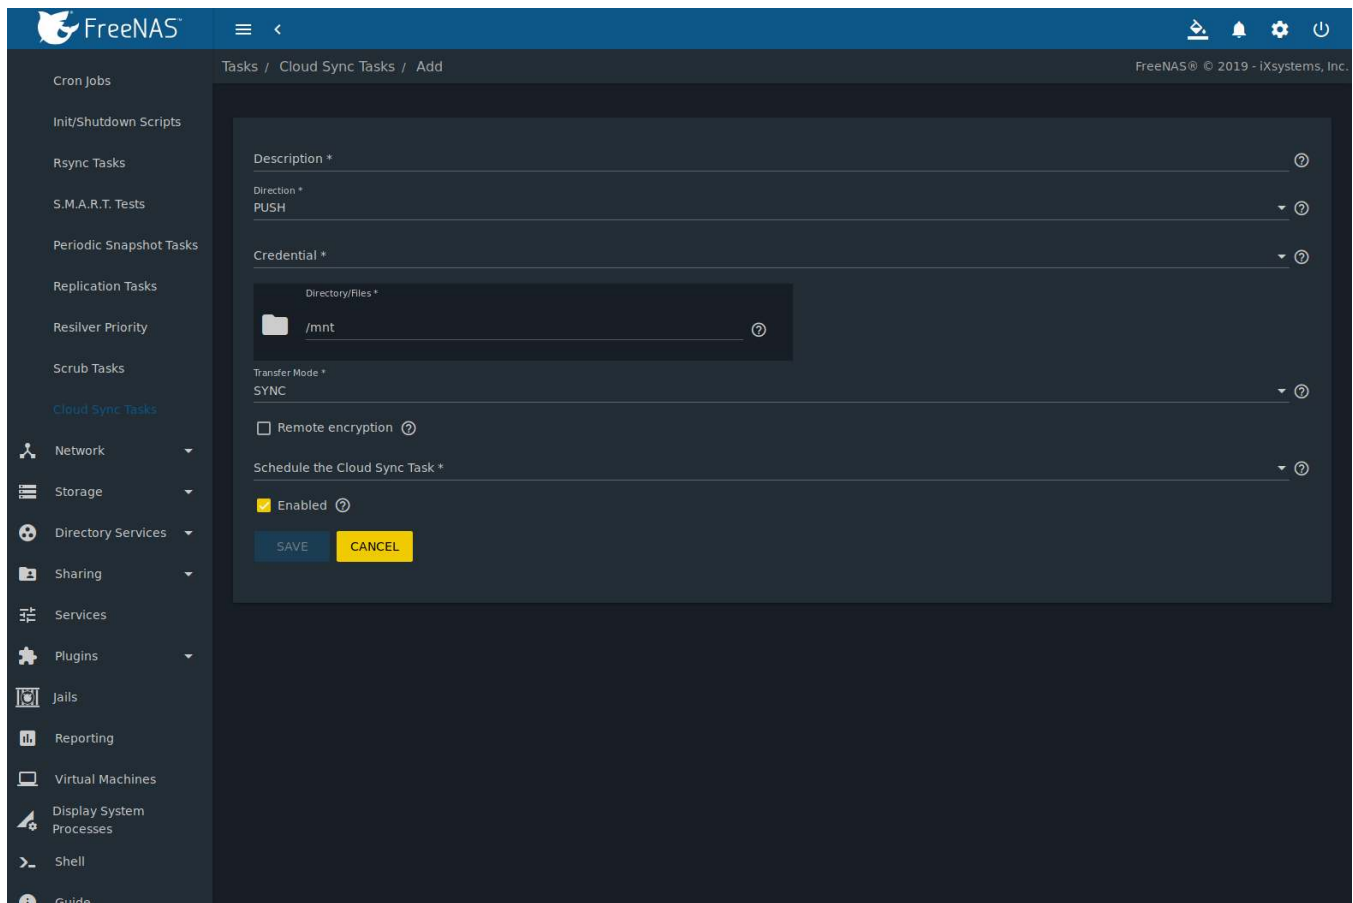 FreeNAS™
Tasks / Cloud Sync Tasks / Add
FreeNAS® © 2019 - iXsystems, Inc.
Cron Jobs
Init/Shutdown Scripts
Rsync Tasks
S.M.A.R.T. Tests
Periodic Snapshot Tasks
Replication Tasks
Resilver Priority
Scrub Tasks
Cloud Sync Tasks
Network
Storage
Directory Services
Sharing
Services
Plugins
Jails
Reporting
Virtual Machines
Display System
Processes
Shell
Guide
Description *
Direction *
PUSH
Credential *
Directory/Files *
/mnt
Transfer Mode *
SYNC
Remote encryption
Schedule the Cloud Sync Task *
Enabled
SAVE
CANCEL